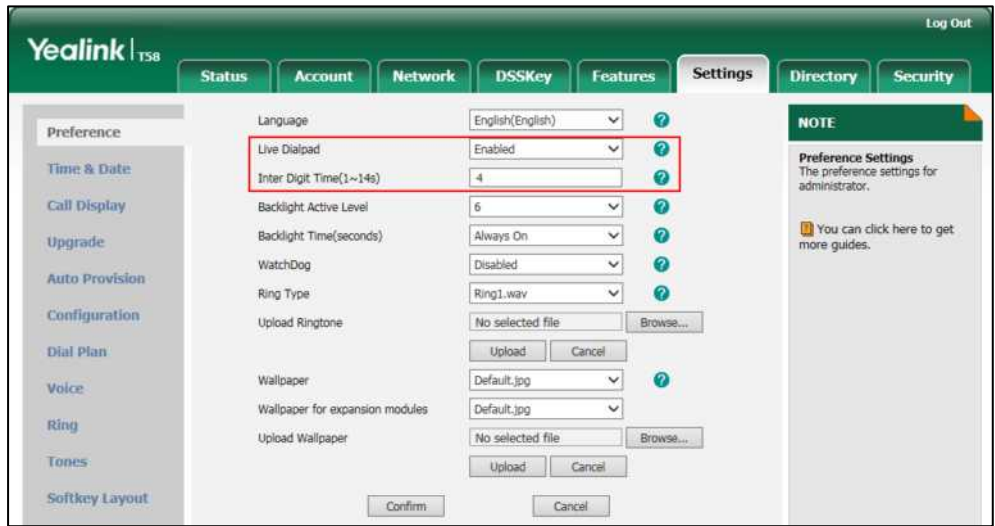 Log Out
Yealink T58
Status Account Network DSSKey Features Settings Directory Security
Preference
Time & Date
Call Display
Upgrade
Auto Provision
Configuration
Dial Plan
Voice
Ring
Tones
Softkey Layout
Language English(English)
Live Dialpad Enabled
Inter Digit Time(1~14s) 4
Backlight Active Level 6
Backlight Time(seconds) Always On
WatchDog Disabled
Ring Type Ring1.wav
Upload Ringtone No selected file Browse...
Upload Cancel
Wallpaper Default.jpg
Wallpaper for expansion modules Default.jpg
Upload Wallpaper No selected file Browse...
Upload Cancel
Confirm Cancel
NOTE
Preference Settings
The preference settings for
administrator.
You can click here to get
more guides.